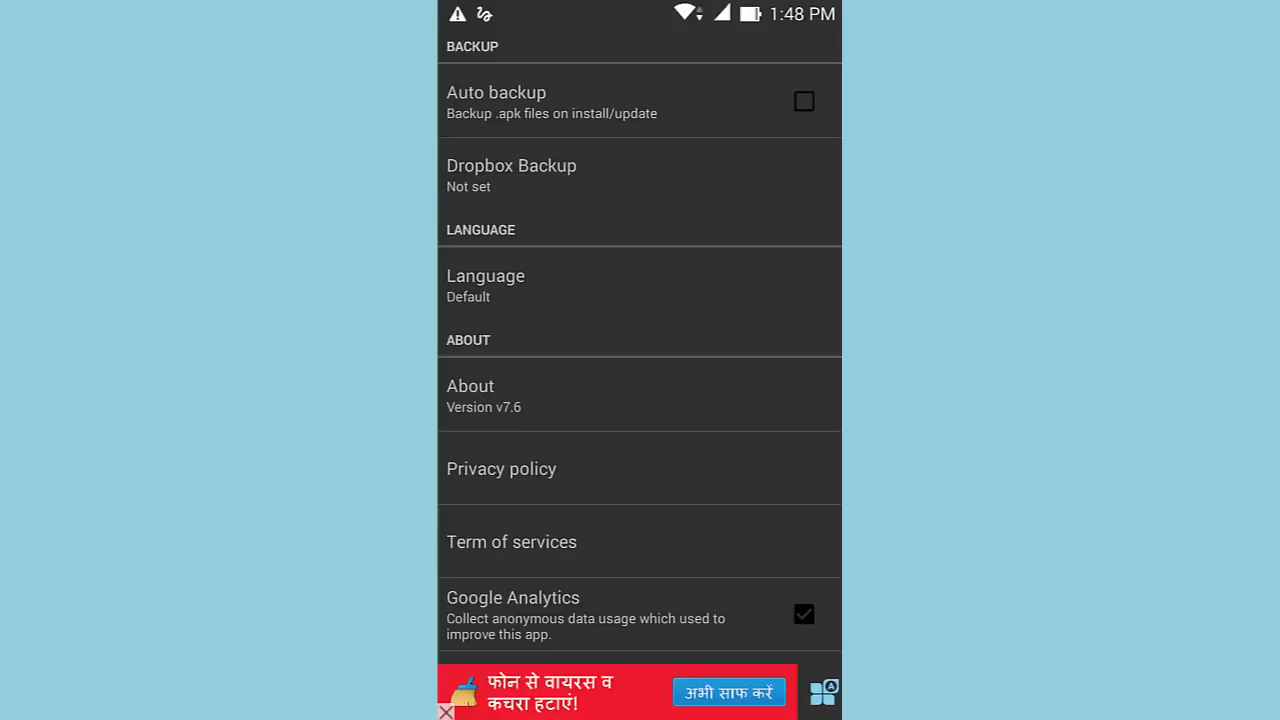 1:48 PM
BACKUP
Auto backup
Backup .apk files on install/update
Dropbox Backup
Not set
LANGUAGE
Language
Default
ABOUT
About
Version v7.6
Privacy policy
Term of services
Google Analytics
Collect anonymous data usage which used to
improve this app.
फोन से वायरस व
कचरा हटाएं!
अभी साफ करें
A